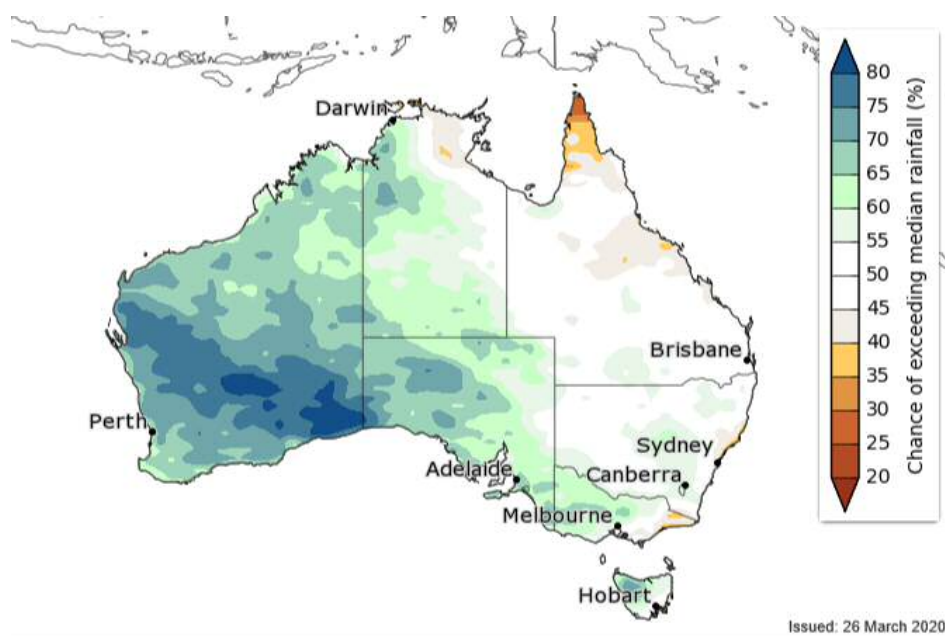 Darwin
Brisbane
Perth
Sydney
Adelaide
Canberra
Melbourne
Hobart
80
75
70
65
60
55
50
45
40
35
30
25
20
Chance of exceeding median rainfall (%)
Issued: 26 March 2020